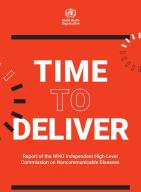 World Health
Organization
TIME
TO
DELIVER
Report of the WHO Independent High-Level
Commission on Noncommunicable Diseases